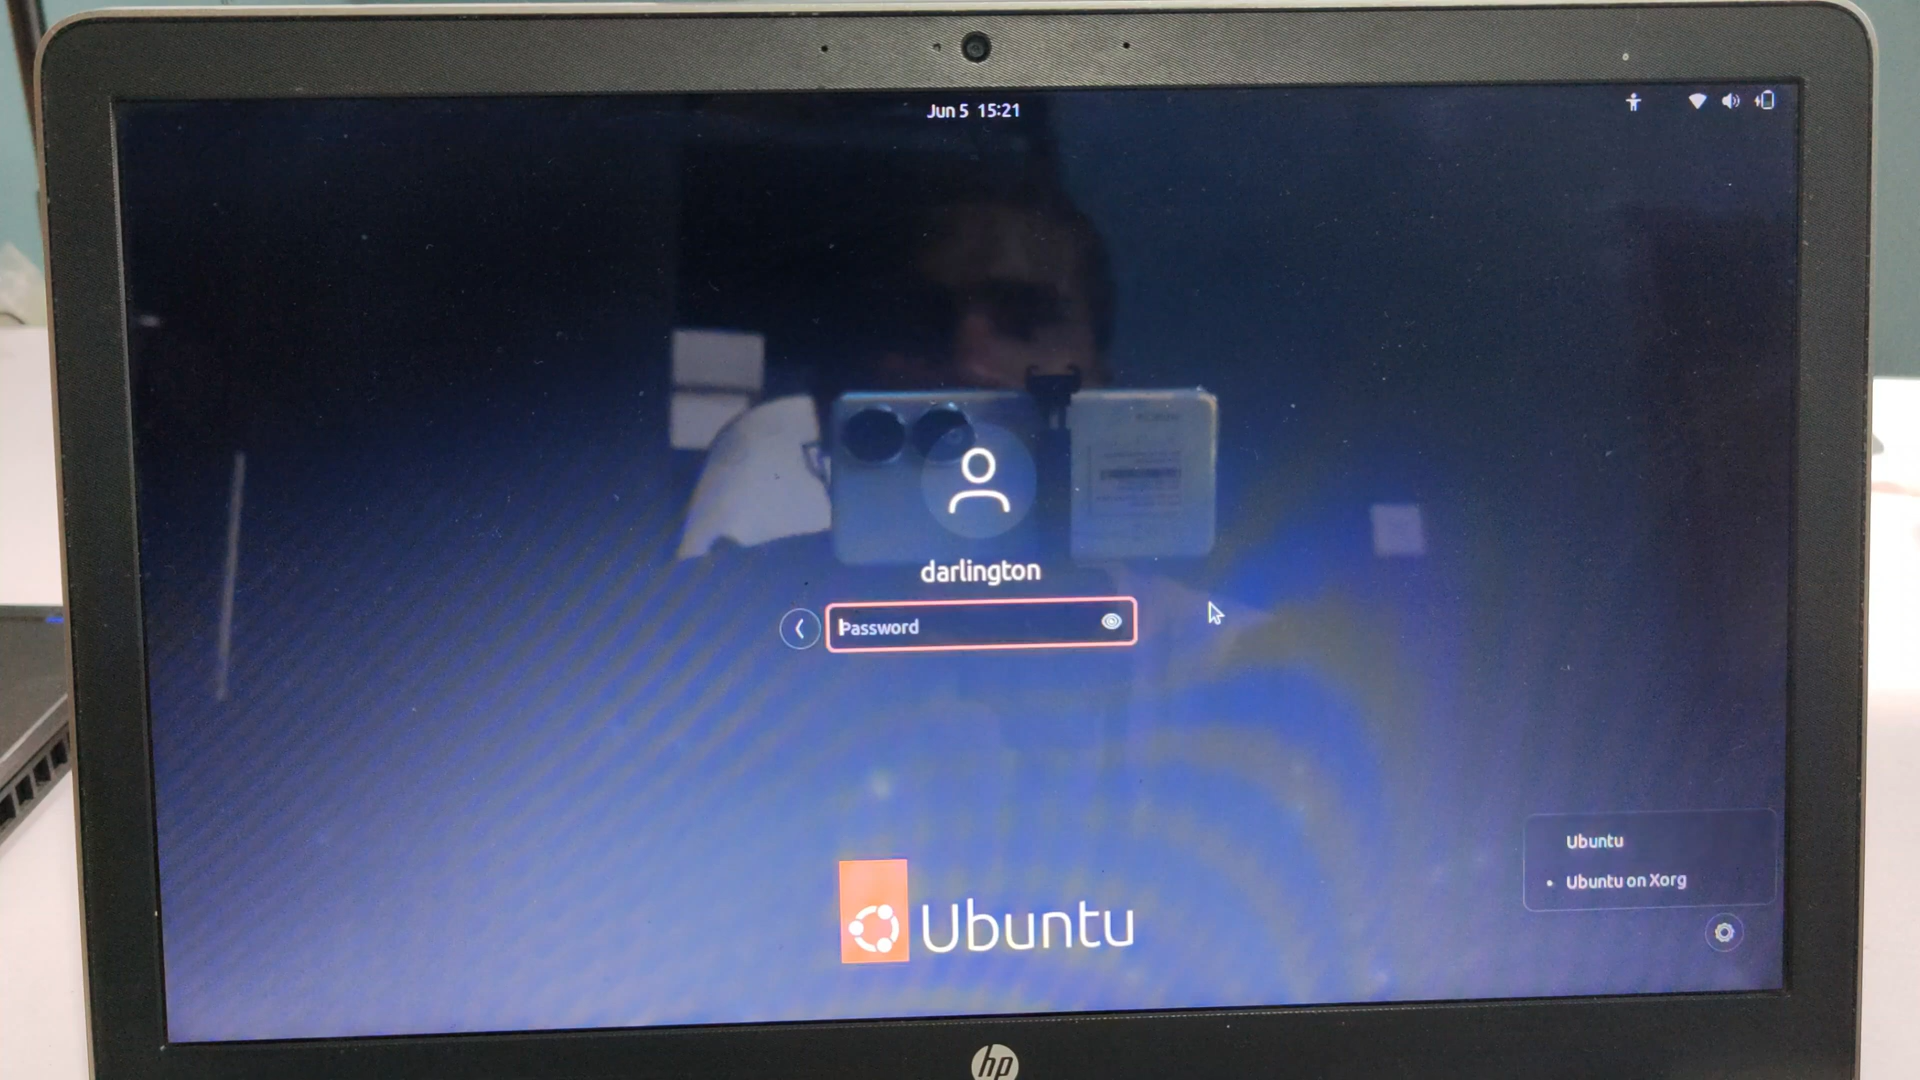 Jun 5 15:21
darlington
Password
Ubuntu
Ubuntu on Xorg
Ubuntu
hp